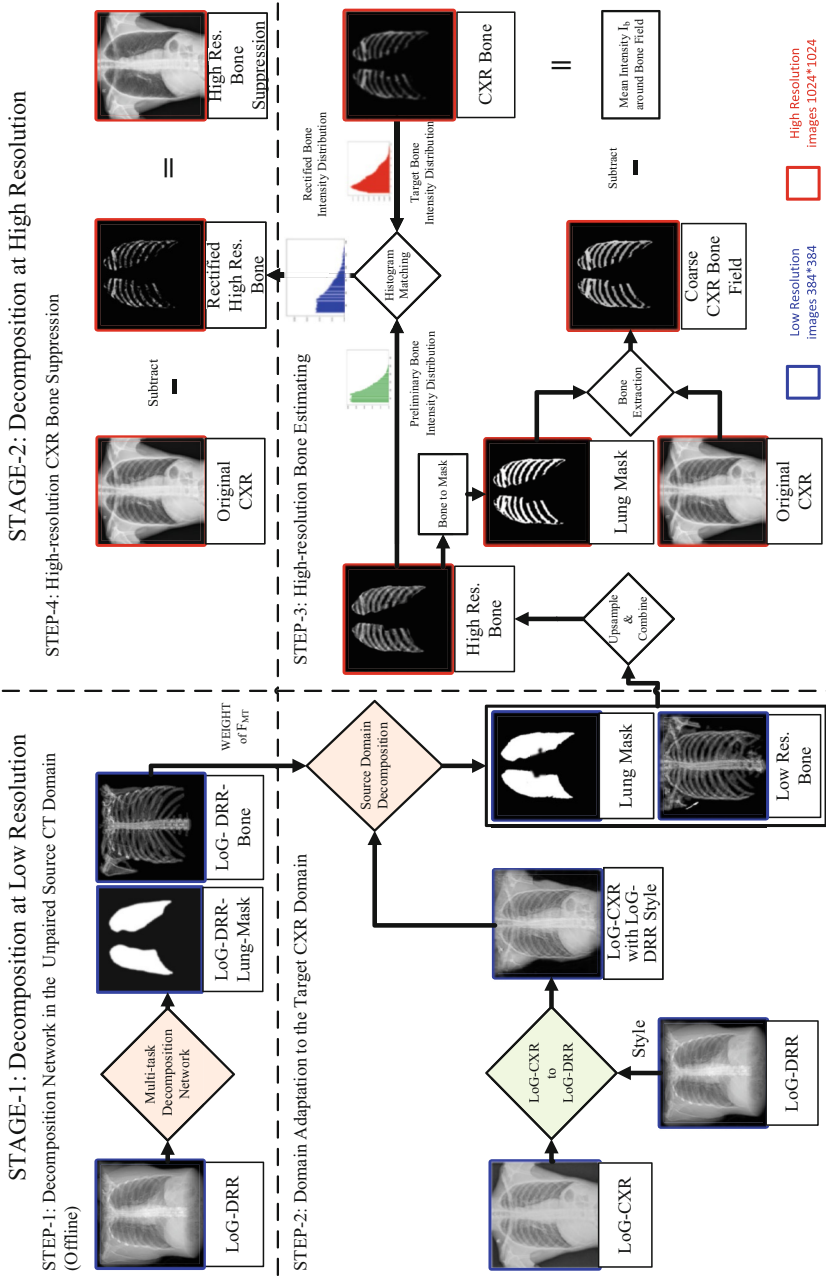 STAGE-1: Decomposition at Low Resolution
STEP-1: Decomposition Network in the Unpaired Source CT Domain
(Offline)
LoG-DRR
Multi-task
Decomposition
Network
LoG-DRR-
Lung-Mask
LoG- DRR-
Bone
WEIGHT
of F_MT
STEP-2: Domain Adaptation to the Target CXR Domain
LoG-CXR
LoG-CXR
to
LoG-DRR
Style
LoG-DRR
LoG-CXR
with LoG-
DRR Style
Source Domain
Decomposition
Lung Mask
Low Res.
Bone
STAGE-2: Decomposition at High Resolution
STEP-4: High-resolution CXR Bone Suppression
Original
CXR
Subtract
Rectified
High Res.
Bone
=
High Res.
Bone
Suppression
STEP-3: High-resolution Bone Estimating
Upsample
&
Combine
High Res.
Bone
Bone to Mask
Lung Mask
Original
CXR
Bone
Extraction
Coarse
CXR Bone
Field
Subtract
Mean Intensity I_b
around Bone Field
=
CXR Bone
Preliminary Bone
Intensity Distribution
Histogram
Matching
Rectified Bone
Intensity Distribution
Target Bone
Intensity Distribution
Low Resolution
images 384*384
High Resolution
images 1024*1024